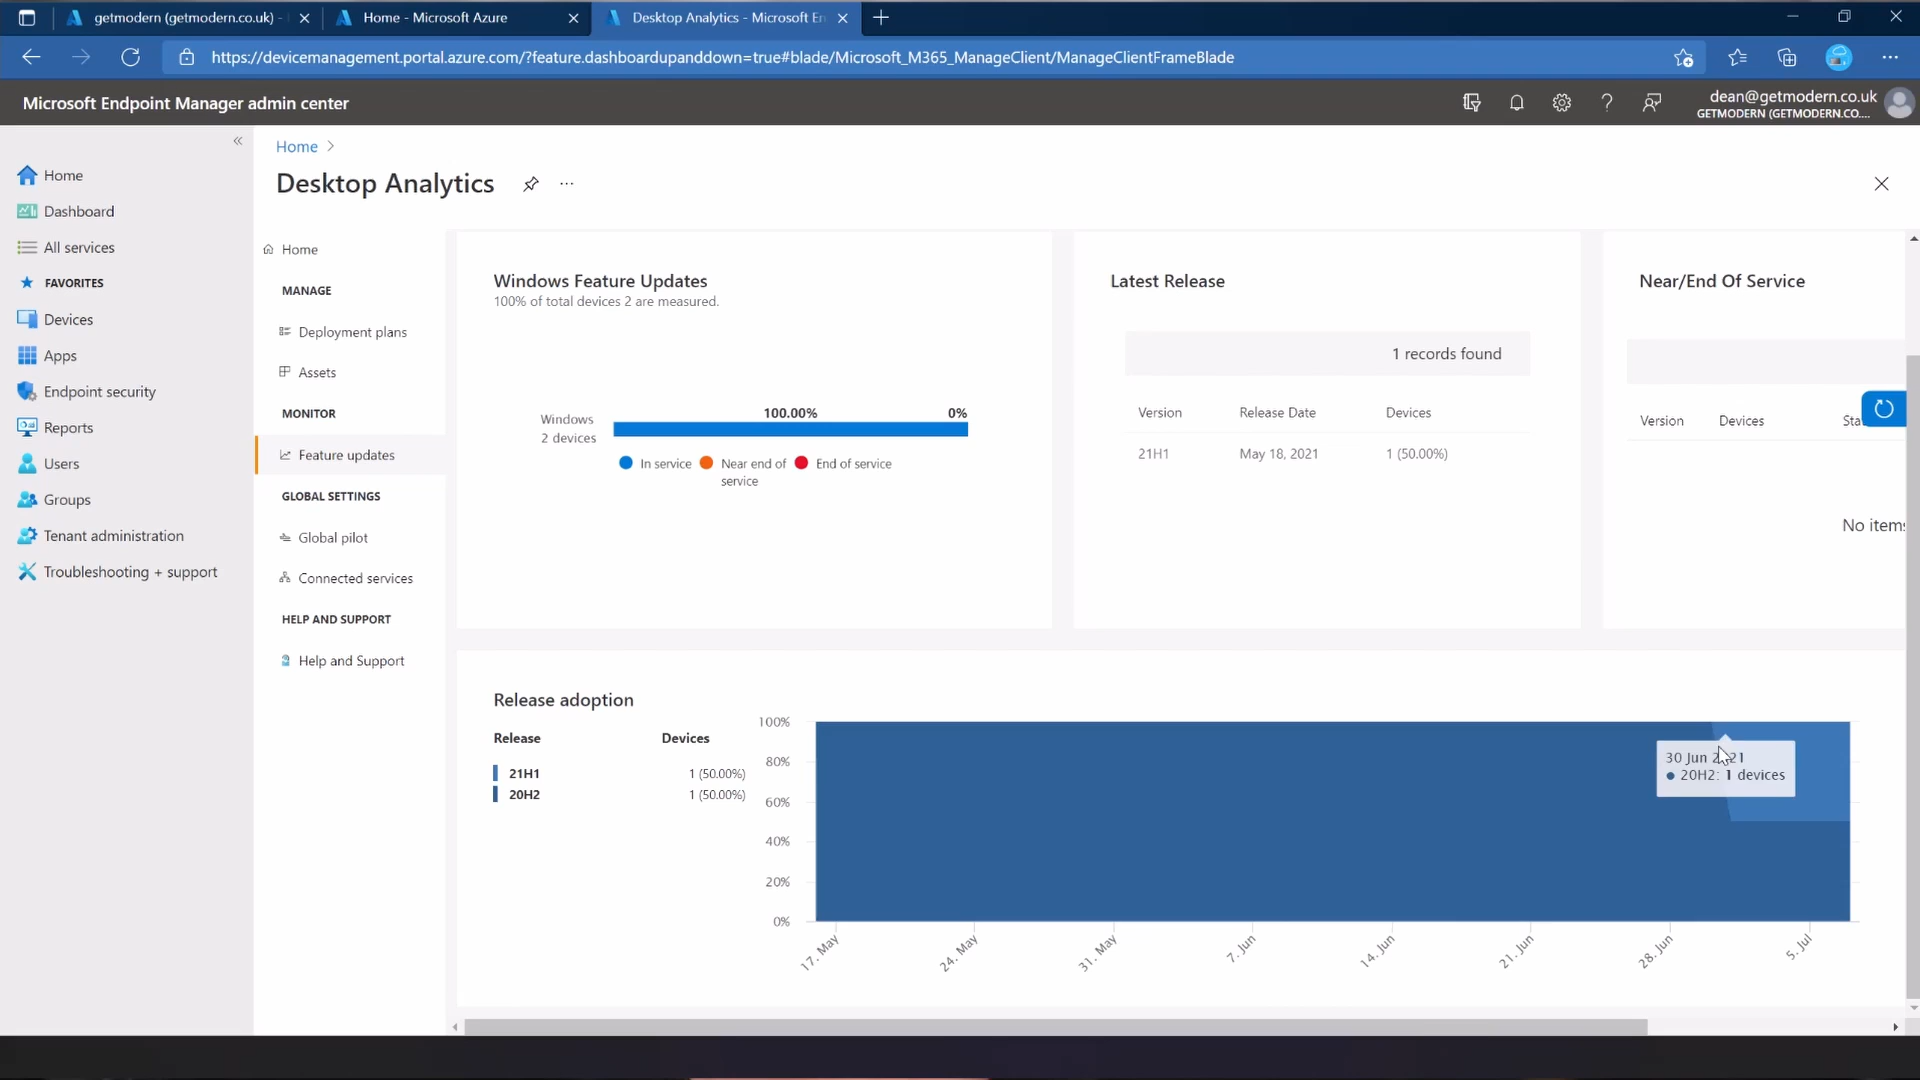 getmodern (getmodern.co.uk) -
Home - Microsoft Azure
Desktop Analytics - Microsoft En
https://devicemanagement.portal.azure.com/?feature.dashboardupanddown=true#blade/Microsoft_M365_ManageClient/ManageClientFrameBlade
Microsoft Endpoint Manager admin center
dean@getmodern.co.uk
GETMODERN (GETMODERN.CO....
Home
Dashboard
All services
FAVORITES
Devices
Apps
Endpoint security
Reports
Users
Groups
Tenant administration
Troubleshooting + support
Home
Desktop Analytics
Home
MANAGE
Deployment plans
Assets
MONITOR
Feature updates
GLOBAL SETTINGS
Global pilot
Connected services
HELP AND SUPPORT
Help and Support
Windows Feature Updates
100% of total devices 2 are measured.
100.00% 0%
Windows
2 devices
In service Near end of service End of service
Latest Release
1 records found
Version Release Date Devices
21H1 May 18, 2021 1 (50.00%)
Near/End Of Service
Version Devices Sta
No items
Release adoption
Release Devices
21H1 1 (50.00%)
20H2 1 (50.00%)
100%
80%
60%
40%
20%
0%
30 Jun 2021
20H2: 1 devices
17. May 24. May 31. May 7. Jun 14. Jun 21. Jun 28. Jun 5. Jul